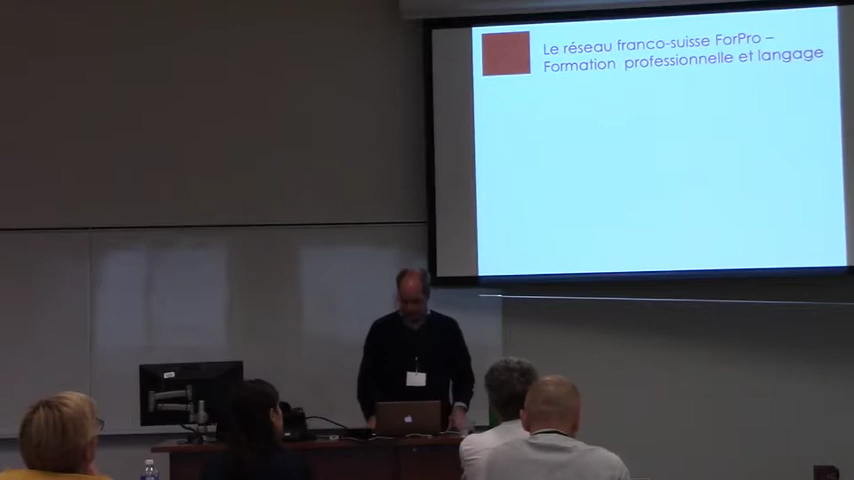 Le réseau franco-suisse ForPro –
Formation professionnelle et langage